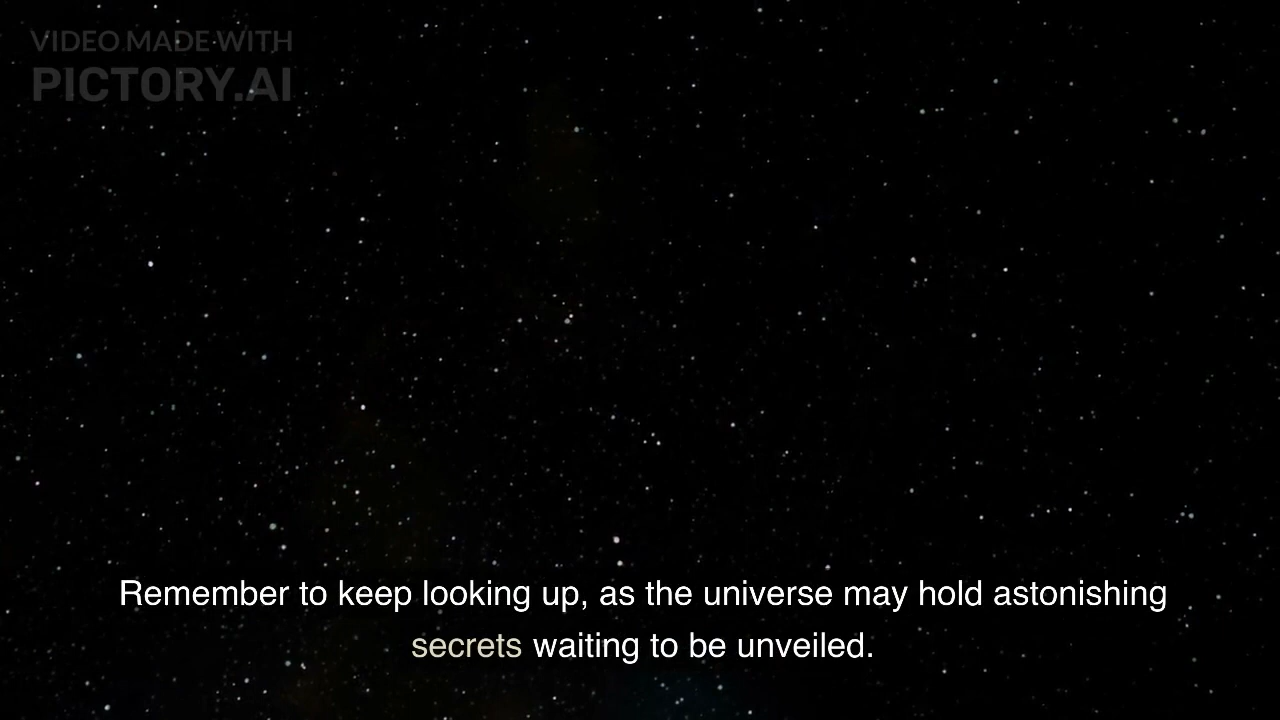 VIDEO MADE WITH
PICTORY.AI
Remember to keep looking up, as the universe may hold astonishing
secrets waiting to be unveiled.